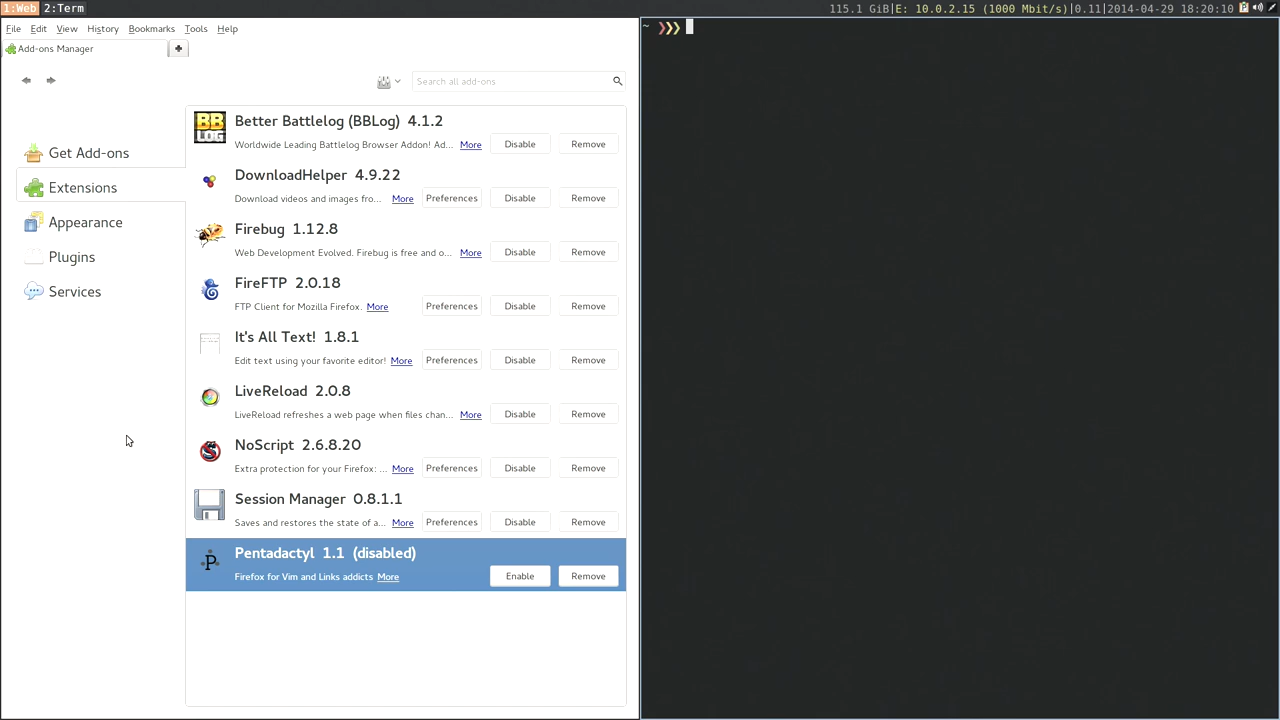 1:Web 2:Term
115.1 GiB|E: 10.0.2.15 (1000 Mbit/s)|0.11|2014-04-29 18:20:10
File Edit View History Bookmarks Tools Help
Add-ons Manager
Search all add-ons
Get Add-ons
Extensions
Appearance
Plugins
Services
BB LOG
Better Battlelog (BBLog) 4.1.2
Worldwide Leading Battlelog Browser Addon! Ad... More Disable Remove
DownloadHelper 4.9.22
Download videos and images fro... More Preferences Disable Remove
Firebug 1.12.8
Web Development Evolved. Firebug is free and o... More Disable Remove
FireFTP 2.0.18
FTP Client for Mozilla Firefox. More Preferences Disable Remove
It's All Text! 1.8.1
Edit text using your favorite editor! More Preferences Disable Remove
LiveReload 2.0.8
LiveReload refreshes a web page when files chan... More Disable Remove
NoScript 2.6.8.20
Extra protection for your Firefox: ... More Preferences Disable Remove
Session Manager 0.8.1.1
Saves and restores the state of a... More Preferences Disable Remove
Pentadactyl 1.1 (disabled)
Firefox for Vim and Links addicts More Enable Remove
~ ❯❯❯